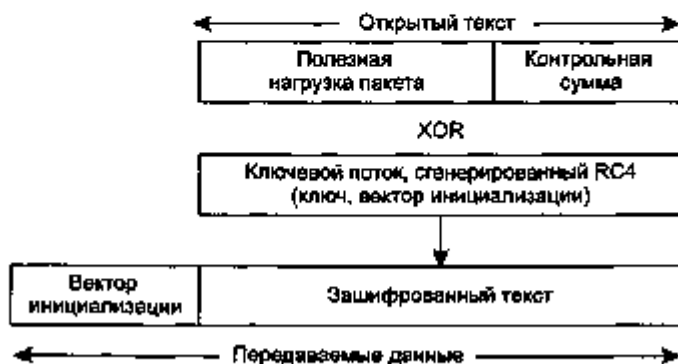 Открытый текст
Полезная
нагрузка пакета
Контрольная
сумма
XOR
Ключевой поток, сгенерированный RC4
(ключ, вектор инициализации)
Вектор
инициализации
Зашифрованный текст
Передаваемые данные